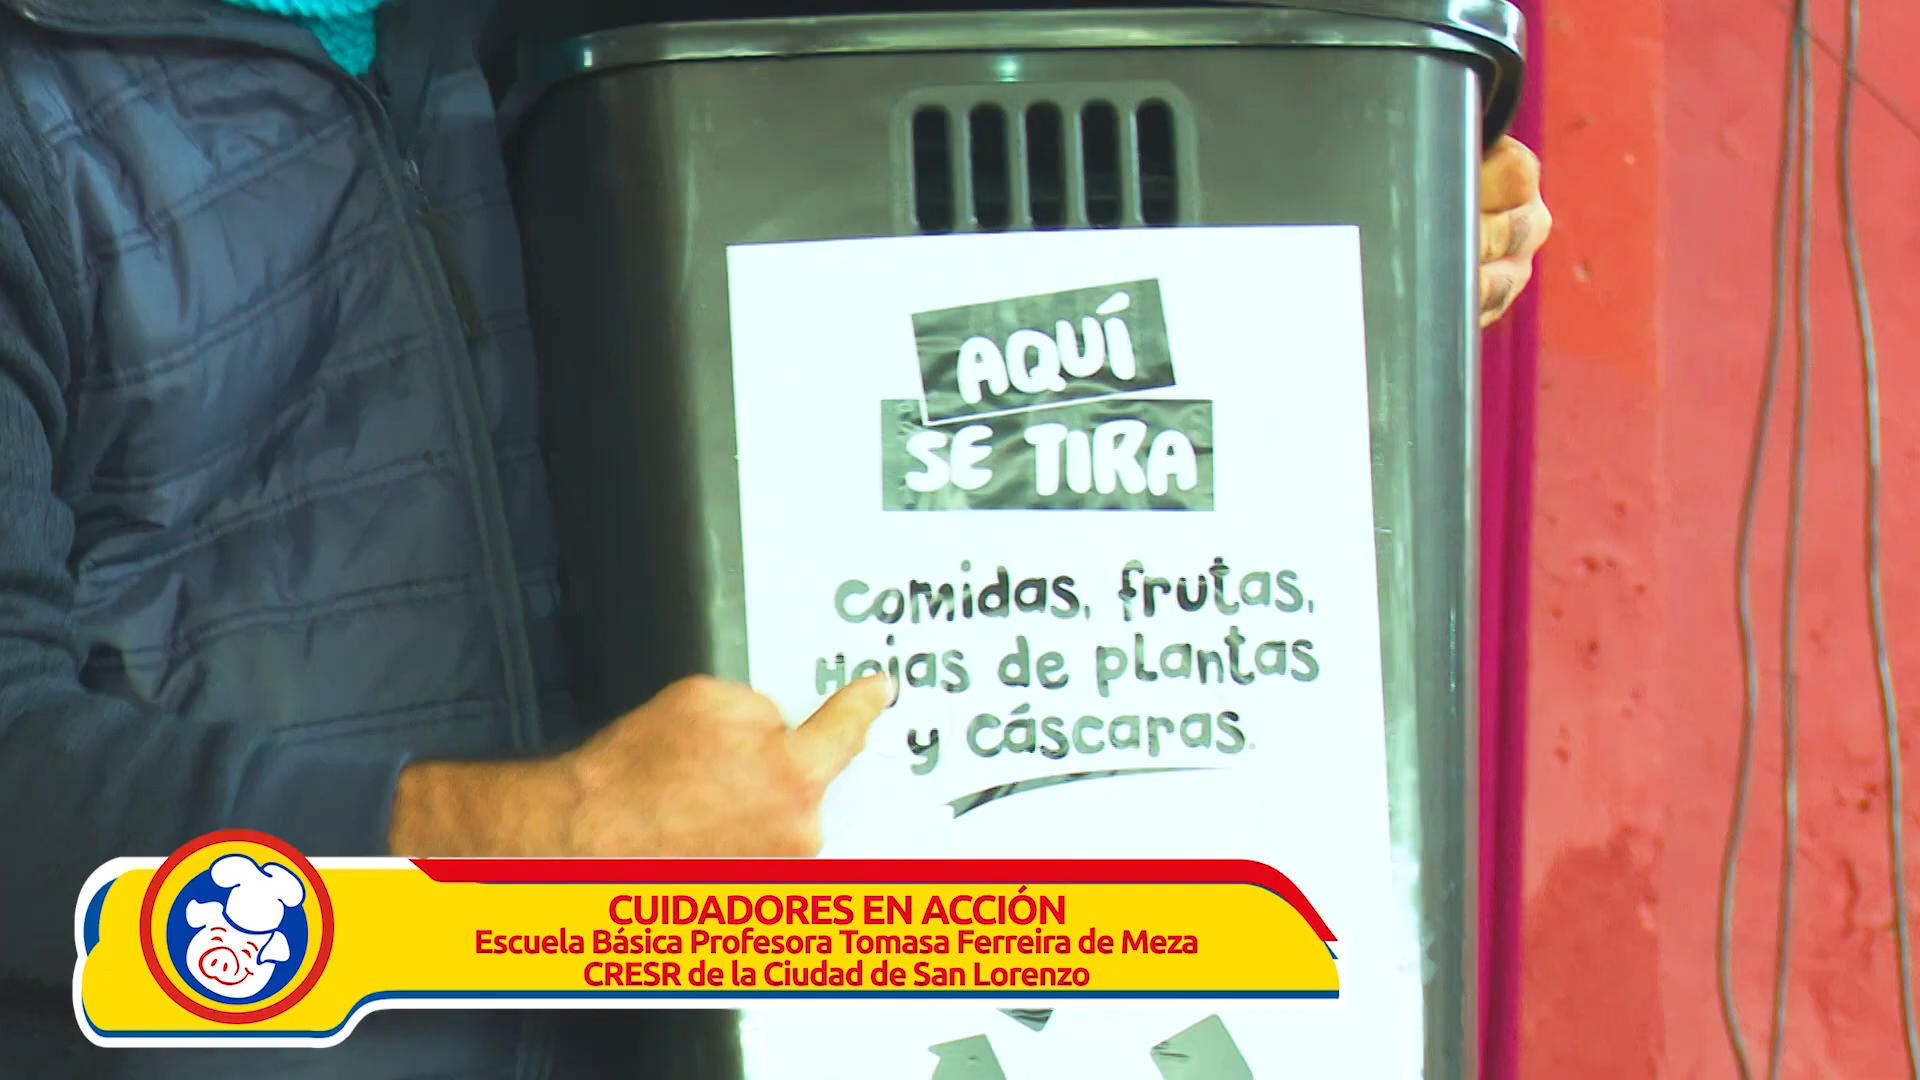 AQUÍ
SE TIRA
Comidas, frutas,
Hojas de plantas
y cáscaras.
CUIDADORES EN ACCIÓN
Escuela Básica Profesora Tomasa Ferreira de Meza
CRESR de la Ciudad de San Lorenzo